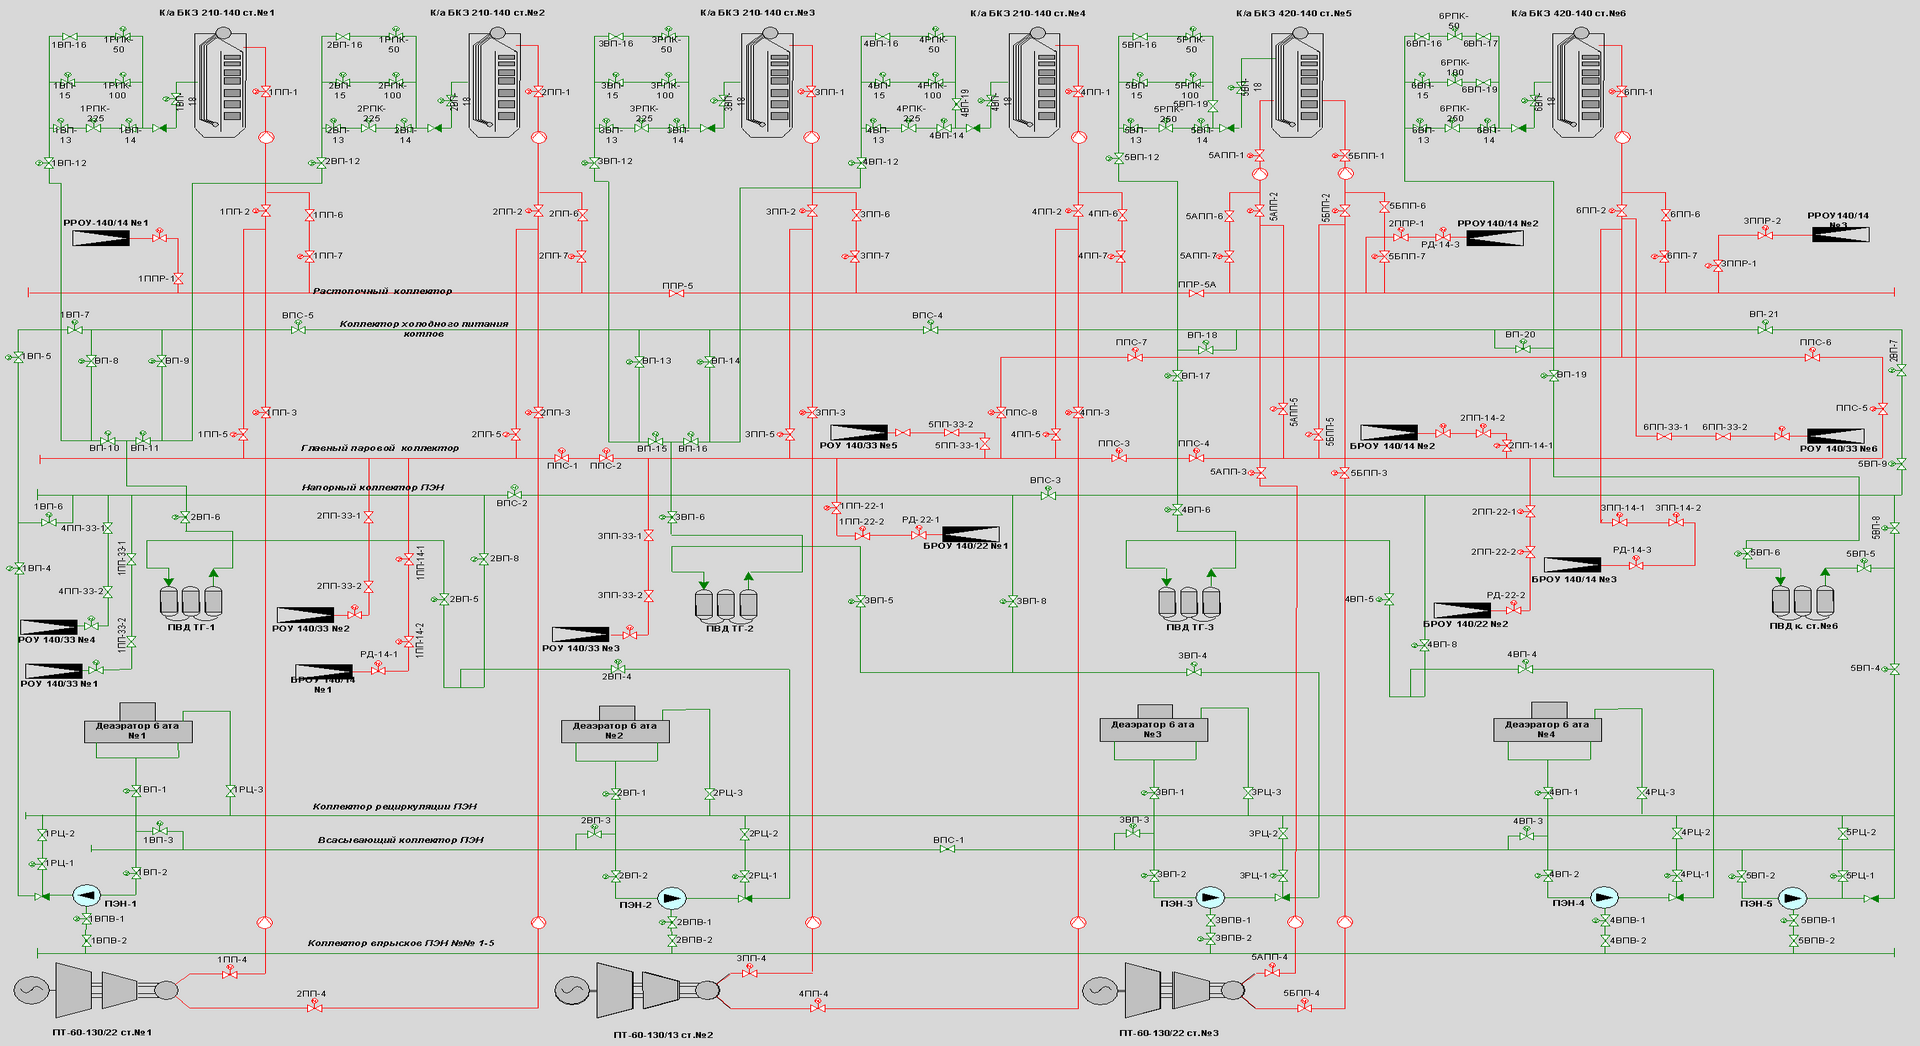 К/а БКЗ 210-140 ст.№1
К/а БКЗ 210-140 ст.№2
К/а БКЗ 210-140 ст.№3
К/а БКЗ 210-140 ст.№4
К/а БКЗ 420-140 ст.№5
К/а БКЗ 420-140 ст.№6
1ВП-16
1РПК-50
2ВП-16
2РПК-50
3ВП-16
3РПК-50
4ВП-16
4РПК-50
5ВП-16
5РПК-50
6ВП-16
6РПК-50
6ВП-17
1ВП-15
1РПК-100
1ВП-18
1ПП-1
2ВП-15
2РПК-100
2ВП-18
2ПП-1
3ВП-15
3РПК-100
3ВП-18
3ПП-1
4ВП-15
4РПК-100
4ВП-19
4ВП-18
4ПП-1
5ВП-15
5РПК-100
5ВП-19
5ВП-18
6РПК-100
6ВП-15
6ВП-19
6ВП-18
6ПП-1
1ВП-13
1РПК-225
1ВП-14
2ВП-13
2РПК-225
2ВП-14
3ВП-13
3РПК-225
3ВП-14
4ВП-13
4РПК-225
4ВП-14
5ВП-13
5РПК-250
5ВП-14
6ВП-13
6РПК-250
6ВП-14
1ВП-12
2ВП-12
3ВП-12
4ВП-12
5ВП-12
5АПП-1
5БПП-1
РРОУ-140/14 №1
1ППР-1
1ПП-2
1ПП-6
1ПП-7
2ПП-2
2ПП-6
2ПП-7
3ПП-2
3ПП-6
3ПП-7
4ПП-2
4ПП-6
4ПП-7
5АПП-6
5АПП-2
5АПП-7
5БПП-2
5БПП-6
5БПП-7
2ППР-1
РД-14-3
РРОУ140/14 №2
6ПП-2
6ПП-6
6ПП-7
3ППР-2
3ППР-1
РРОУ140/14 №3
Растопочный коллектор
ППР-5
ППР-5А
1ВП-7
ВПС-5
Коллектор холодного питания котлов
ВПС-4
ВП-18
ВП-20
ВП-21
1ВП-5
ВП-8
ВП-9
ВП-13
ВП-14
ППС-7
ВП-17
ВП-19
ППС-6
2ВП-7
1ПП-3
2ПП-3
3ПП-3
ППС-8
4ПП-3
5АПП-5
ППС-5
ВП-10
ВП-11
1ПП-5
2ПП-5
ВП-15
ВП-16
3ПП-5
РОУ 140/33 №5
5ПП-33-2
5ПП-33-1
4ПП-5
ППС-3
ППС-4
5БПП-5
БРОУ 140/14 №2
2ПП-14-2
2ПП-14-1
6ПП-33-1
6ПП-33-2
РОУ 140/33 №6
Главный паровой коллектор
ППС-1
ППС-2
5АПП-3
5БПП-3
5ВП-9
Напорный коллектор ПЭН
ВПС-2
ВПС-3
1ВП-6
4ПП-33-1
1ПП-33-1
2ВП-6
2ПП-33-1
1ПП-14-1
2ВП-8
3ПП-33-1
3ВП-6
1ПП-22-1
1ПП-22-2
РД-22-1
БРОУ 140/22 №1
4ВП-6
2ПП-22-1
2ПП-22-2
3ПП-14-1
3ПП-14-2
РД-14-3
БРОУ 140/14 №3
5ВП-8
5ВП-6
5ВП-5
1ВП-4
4ПП-33-2
1ПП-33-2
РОУ 140/33 №4
РОУ 140/33 №1
ПВД ТГ-1
2ПП-33-2
РОУ 140/33 №2
2ВП-5
1ПП-14-2
РД-14-1
БРОУ 140/14 №1
3ПП-33-2
РОУ 140/33 №3
ПВД ТГ-2
3ВП-5
3ВП-8
ПВД ТГ-3
4ВП-5
4ВП-8
РД-22-2
БРОУ 140/22 №2
ПВД к. ст.№6
2ВП-4
3ВП-4
4ВП-4
5ВП-4
Деаэратор 6 ата №1
Деаэратор 6 ата №2
Деаэратор 6 ата №3
Деаэратор 6 ата №4
1ВП-1
1РЦ-3
2ВП-1
2РЦ-3
3ВП-1
3РЦ-3
4ВП-1
4РЦ-3
Коллектор рециркуляции ПЭН
1РЦ-2
1ВП-3
2ВП-3
2РЦ-2
3ВП-3
3РЦ-2
4ВП-3
4РЦ-2
5РЦ-2
Всасывающий коллектор ПЭН
ВПС-1
1РЦ-1
1ВП-2
2ВП-2
2РЦ-1
3ВП-2
3РЦ-1
4ВП-2
4РЦ-1
5ВП-2
5РЦ-1
ПЭН-1
ПЭН-2
ПЭН-3
ПЭН-4
ПЭН-5
1ВПВ-1
2ВПВ-1
3ВПВ-1
4ВПВ-1
5ВПВ-1
1ВПВ-2
2ВПВ-2
3ВПВ-2
4ВПВ-2
5ВПВ-2
Коллектор впрысков ПЭН №№ 1-5
1ПП-4
2ПП-4
3ПП-4
4ПП-4
5АПП-4
5БПП-4
ПТ-60-130/22 ст.№1
ПТ-60-130/13 ст.№2
ПТ-60-130/22 ст.№3